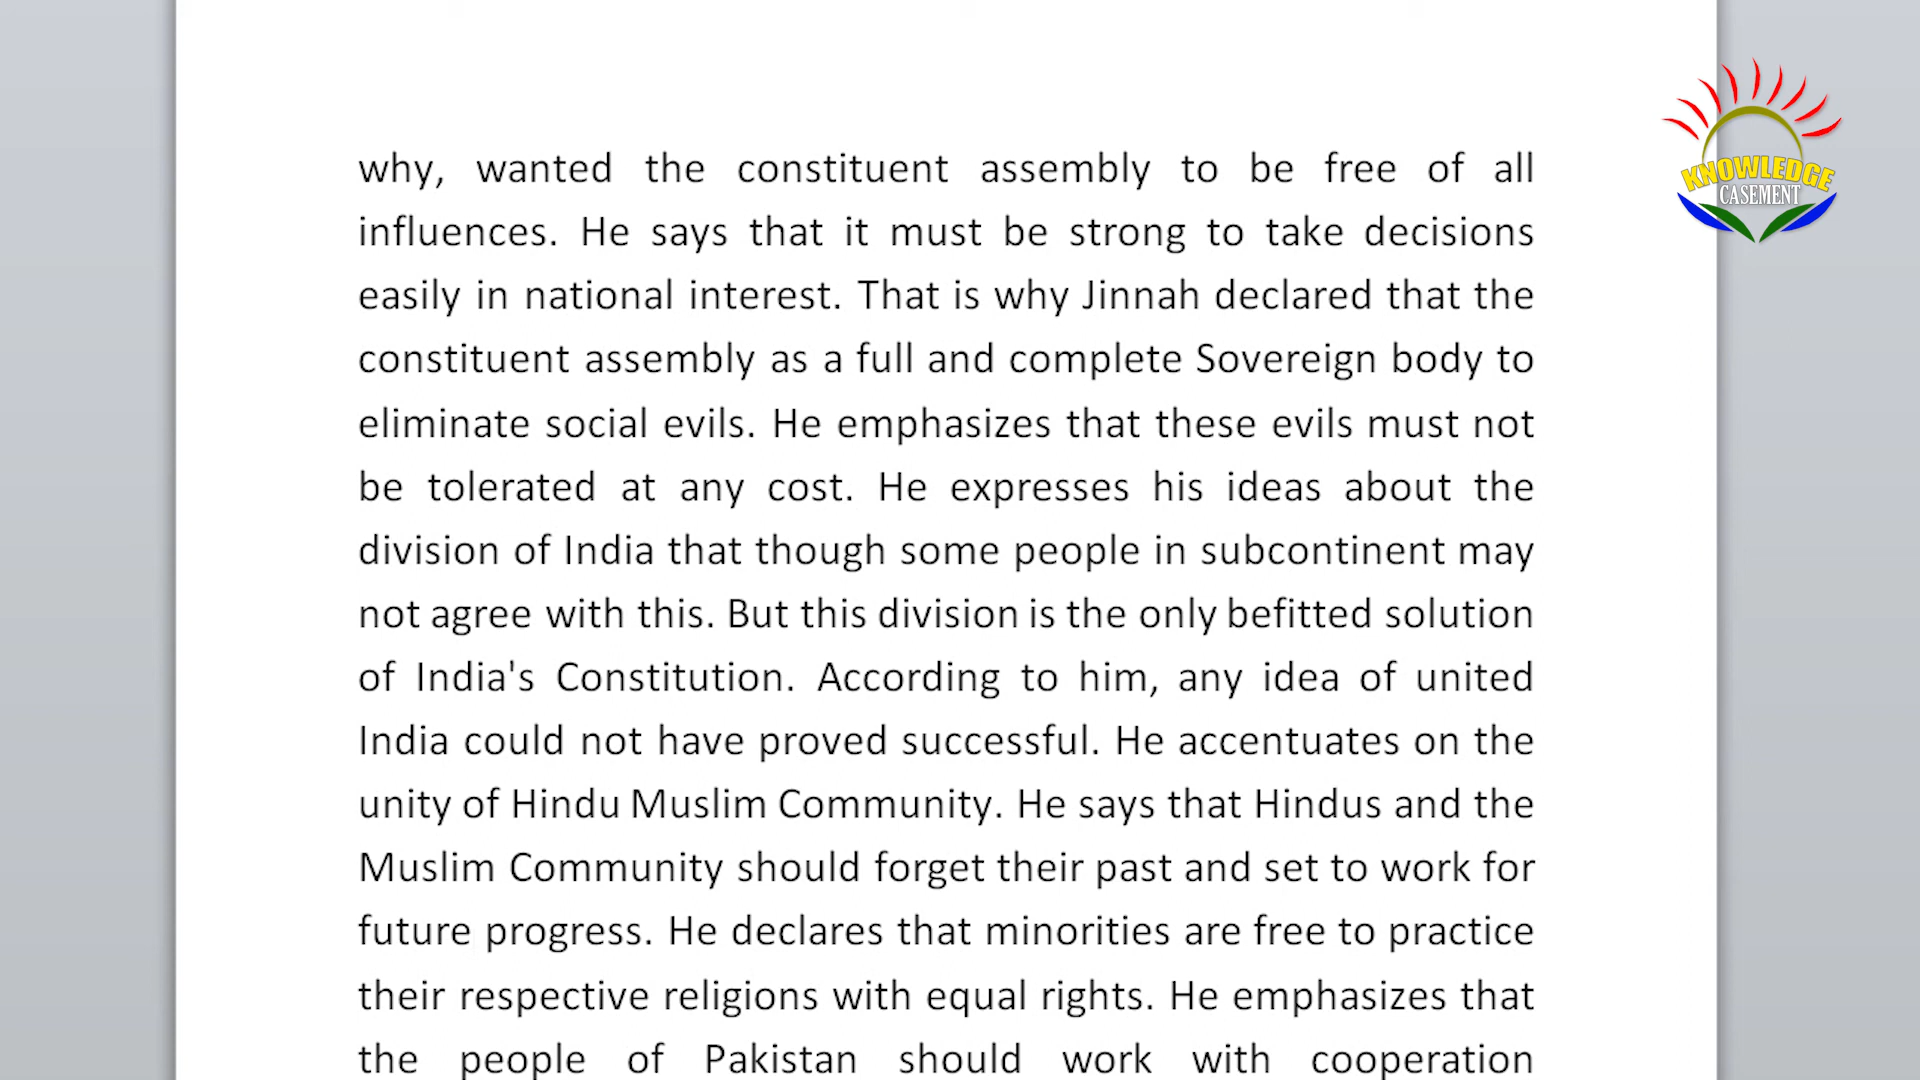 why, wanted the constituent assembly to be free of all
influences. He says that it must be strong to take decisions
easily in national interest. That is why Jinnah declared that the
constituent assembly as a full and complete Sovereign body to
eliminate social evils. He emphasizes that these evils must not
be tolerated at any cost. He expresses his ideas about the
division of India that though some people in subcontinent may
not agree with this. But this division is the only befitted solution
of India's Constitution. According to him, any idea of united
India could not have proved successful. He accentuates on the
unity of Hindu Muslim Community. He says that Hindus and the
Muslim Community should forget their past and set to work for
future progress. He declares that minorities are free to practice
their respective religions with equal rights. He emphasizes that
the people of Pakistan should work with cooperation
KNOWLEDGE
CASEMENT